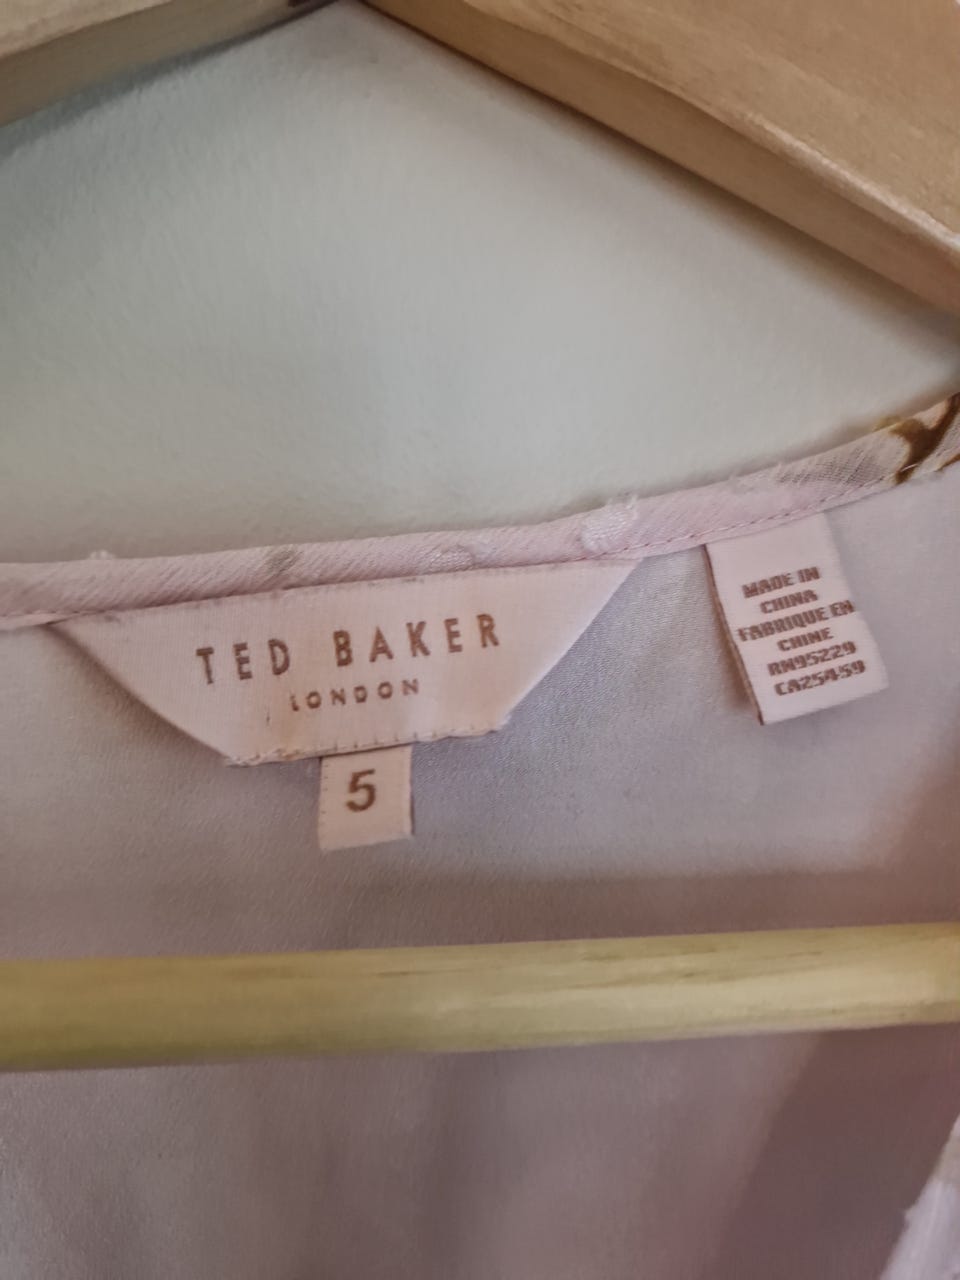 TED BAKER
LONDON
5
MADE IN
CHINA
FABRIQUE EN
CHINE
RN95229
CA25459